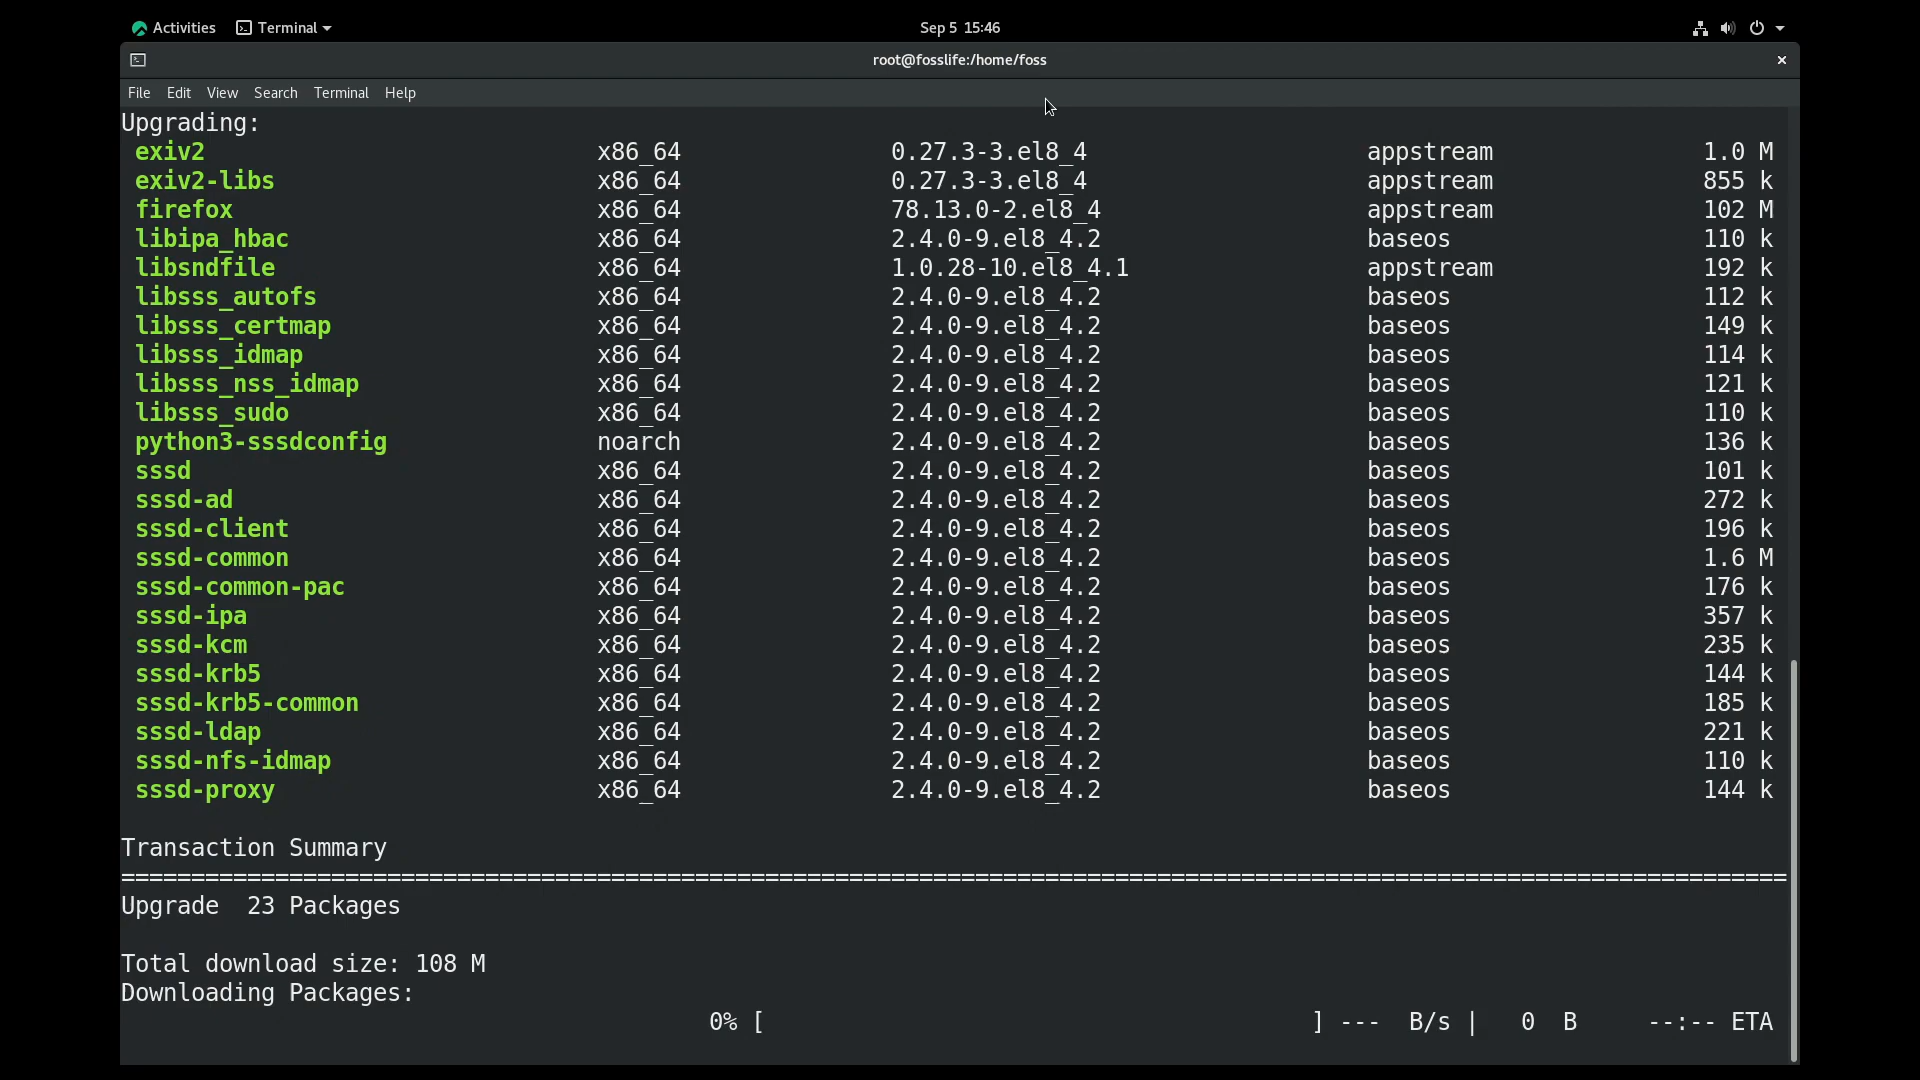 Activities Terminal Sep 5 15:46
root@fosslife:/home/foss ×
File Edit View Search Terminal Help
Upgrading:
exiv2 x86_64 0.27.3-3.el8_4 appstream 1.0 M
exiv2-libs x86_64 0.27.3-3.el8_4 appstream 855 k
firefox x86_64 78.13.0-2.el8_4 appstream 102 M
libipa_hbac x86_64 2.4.0-9.el8_4.2 baseos 110 k
libsndfile x86_64 1.0.28-10.el8_4.1 appstream 192 k
libsss_autofs x86_64 2.4.0-9.el8_4.2 baseos 112 k
libsss_certmap x86_64 2.4.0-9.el8_4.2 baseos 149 k
libsss_idmap x86_64 2.4.0-9.el8_4.2 baseos 114 k
libsss_nss_idmap x86_64 2.4.0-9.el8_4.2 baseos 121 k
libsss_sudo x86_64 2.4.0-9.el8_4.2 baseos 110 k
python3-sssdconfig noarch 2.4.0-9.el8_4.2 baseos 136 k
sssd x86_64 2.4.0-9.el8_4.2 baseos 101 k
sssd-ad x86_64 2.4.0-9.el8_4.2 baseos 272 k
sssd-client x86_64 2.4.0-9.el8_4.2 baseos 196 k
sssd-common x86_64 2.4.0-9.el8_4.2 baseos 1.6 M
sssd-common-pac x86_64 2.4.0-9.el8_4.2 baseos 176 k
sssd-ipa x86_64 2.4.0-9.el8_4.2 baseos 357 k
sssd-kcm x86_64 2.4.0-9.el8_4.2 baseos 235 k
sssd-krb5 x86_64 2.4.0-9.el8_4.2 baseos 144 k
sssd-krb5-common x86_64 2.4.0-9.el8_4.2 baseos 185 k
sssd-ldap x86_64 2.4.0-9.el8_4.2 baseos 221 k
sssd-nfs-idmap x86_64 2.4.0-9.el8_4.2 baseos 110 k
sssd-proxy x86_64 2.4.0-9.el8_4.2 baseos 144 k
Transaction Summary
=======================================================================================================================
Upgrade  23 Packages
Total download size: 108 M
Downloading Packages:
0% [ ] --- B/s | 0 B --:-- ETA